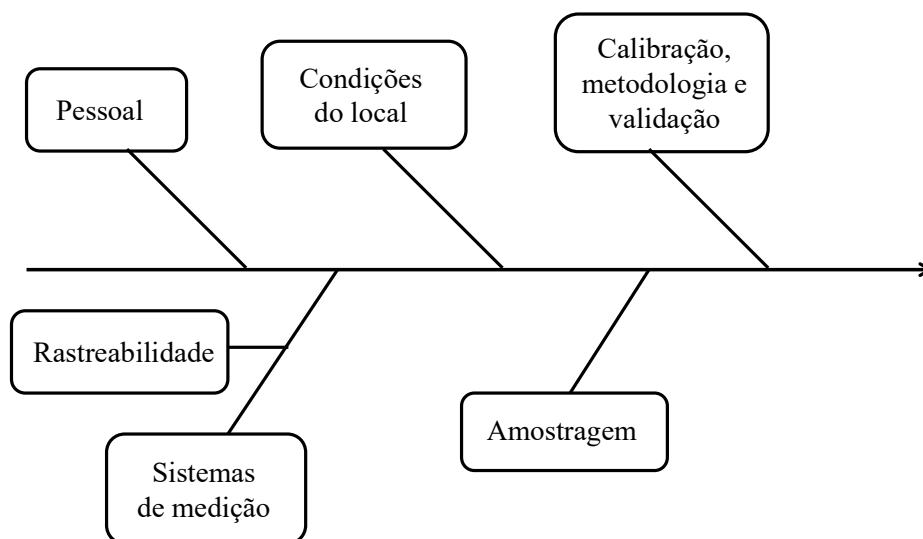 Pessoal
Condições
do local
Calibração,
metodologia e
validação
Rastreabilidade
Sistemas
de medição
Amostragem